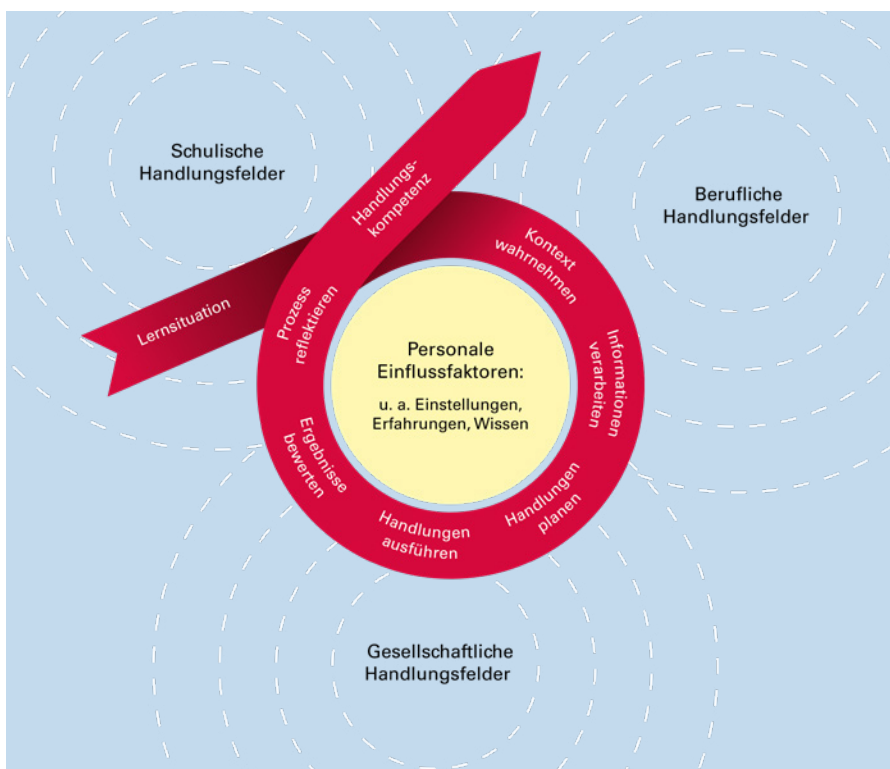 Schulische
Handlungsfelder
Berufliche
Handlungsfelder
Lernsituation
Kontext
wahrnehmen
Informationen
verarbeiten
Handlungen
planen
Handlungen
ausführen
Ergebnisse
bewerten
Prozess
reflektieren
Handlungs-
kompetenz
Personale
Einflussfaktoren:
u. a. Einstellungen,
Erfahrungen, Wissen
Gesellschaftliche
Handlungsfelder